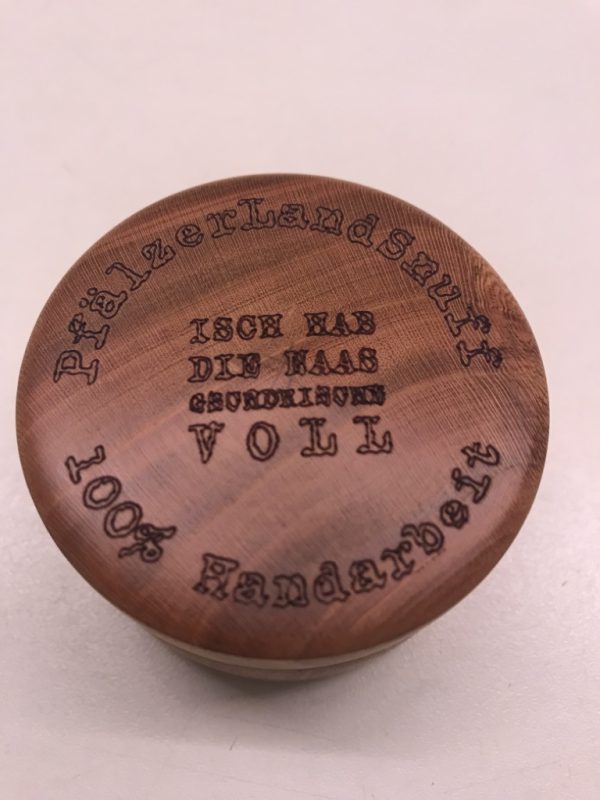 PfälzerLandSnuff
ISCH HAB
DIE NAAS
VOLL
100% Handarbeit